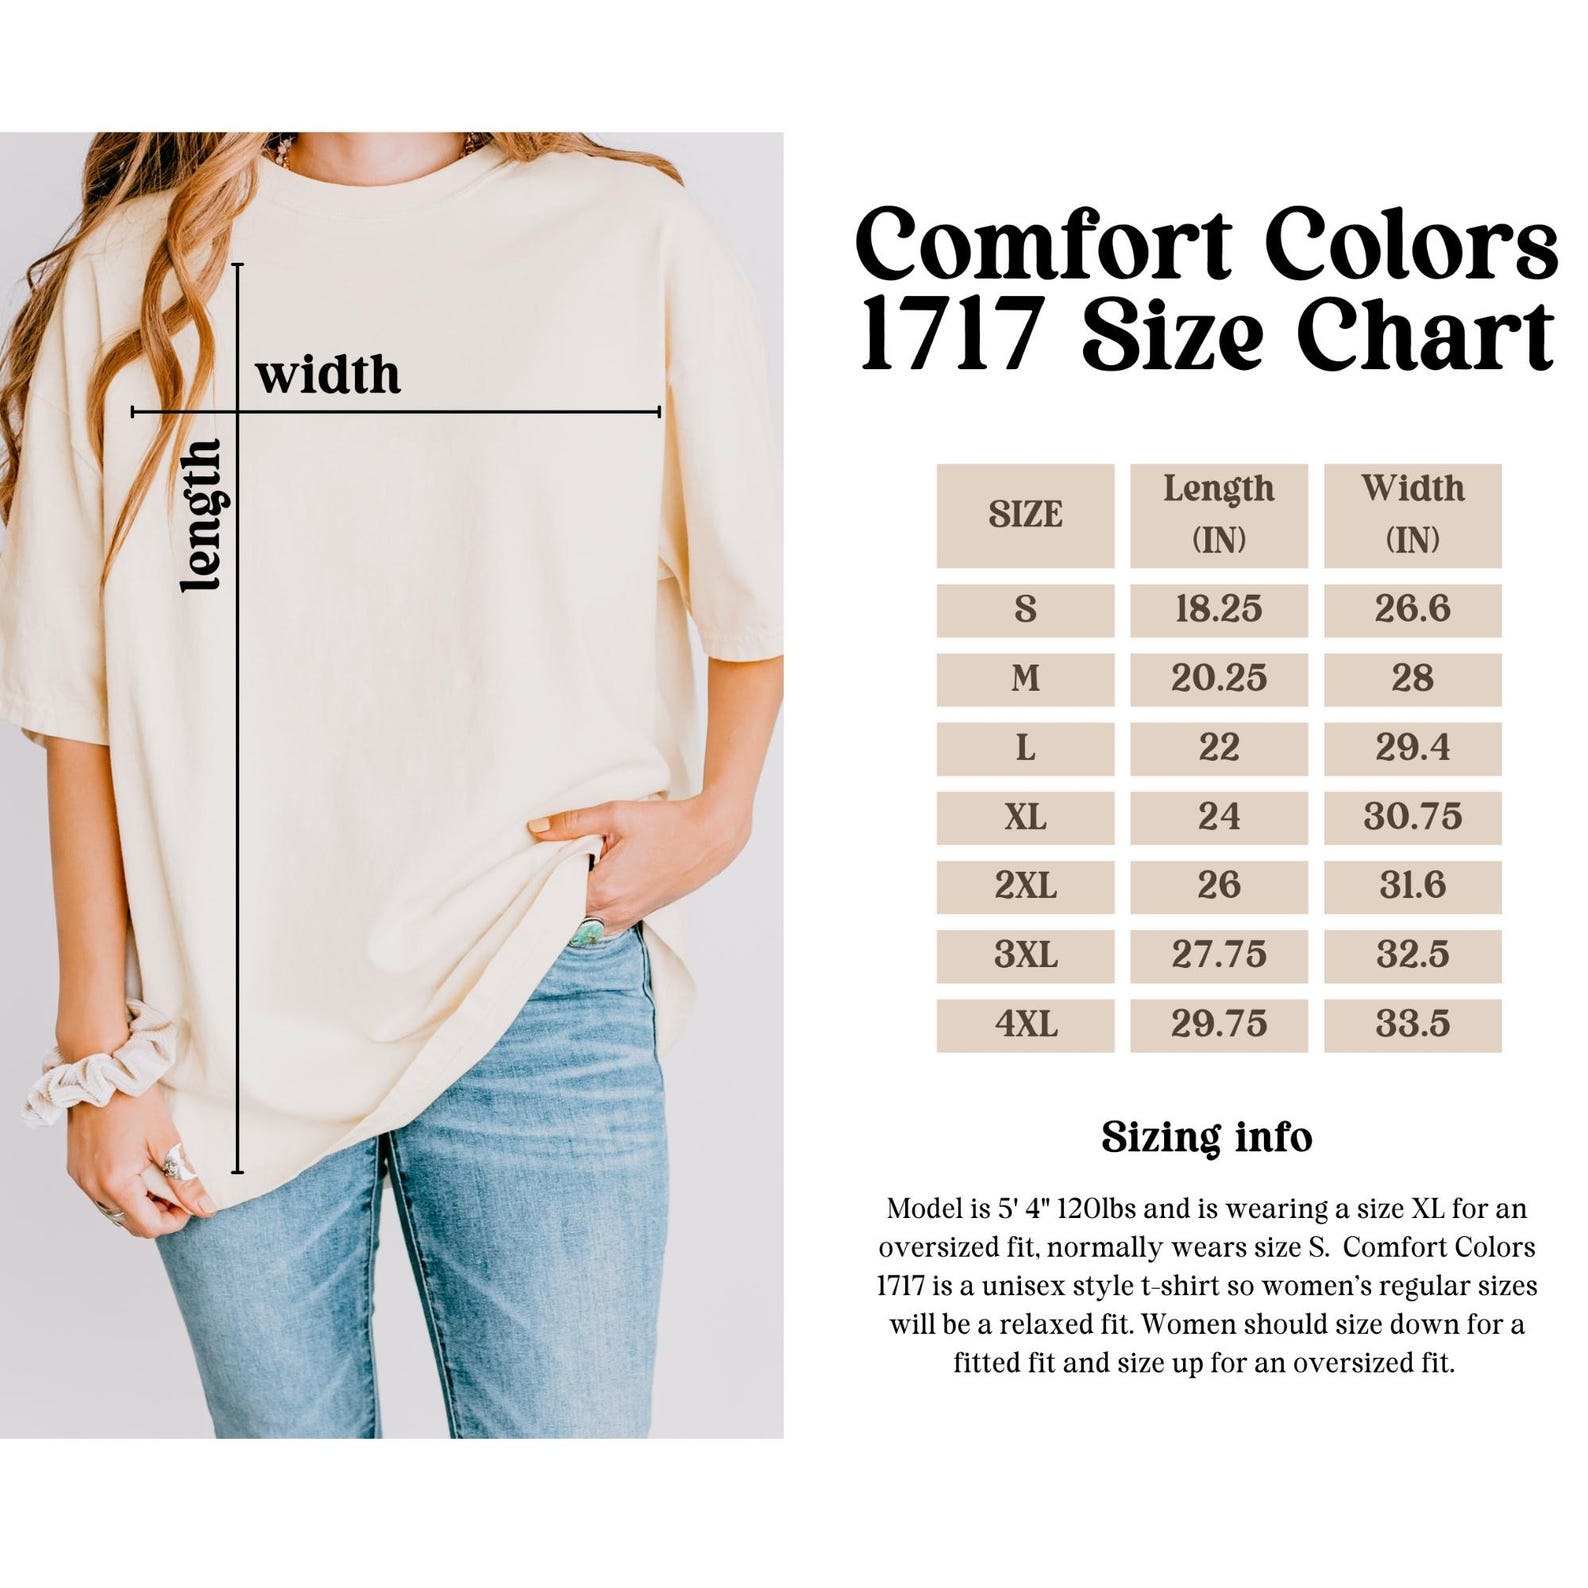 width
length
Comfort Colors
1717 Size Chart
SIZE Length (IN) Width (IN)
S 18.25 26.6
M 20.25 28
L 22 29.4
XL 24 30.75
2XL 26 31.6
3XL 27.75 32.5
4XL 29.75 33.5
Sizing info
Model is 5' 4" 120lbs and is wearing a size XL for an
oversized fit, normally wears size S. Comfort Colors
1717 is a unisex style t-shirt so women's regular sizes
will be a relaxed fit. Women should size down for a
fitted fit and size up for an oversized fit.